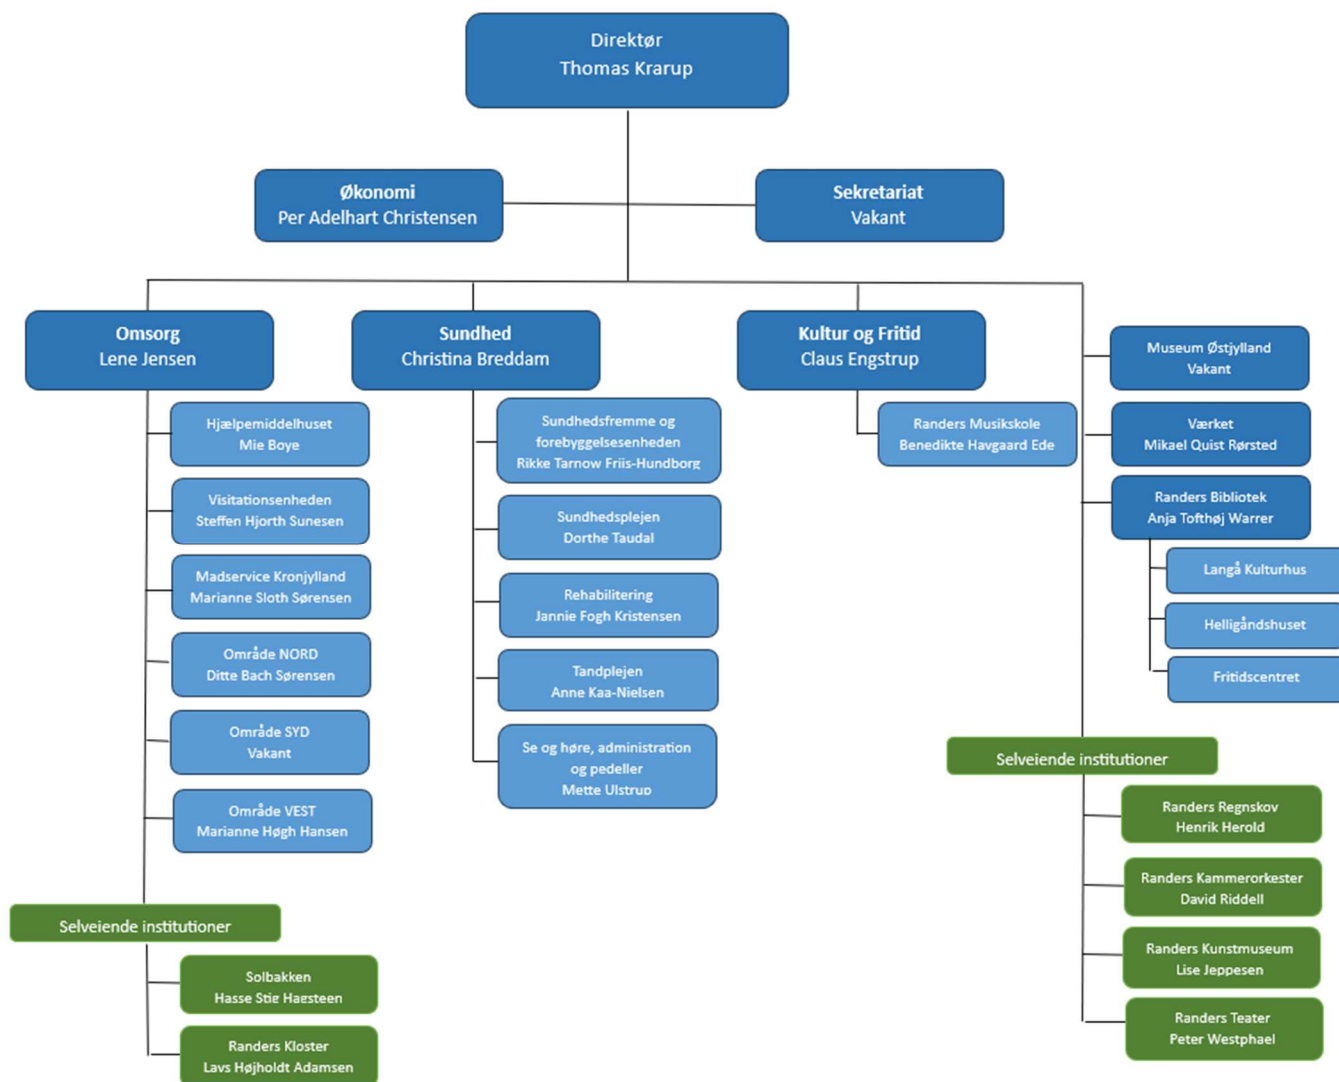 Direktør
Thomas Krarup
Økonomi
Per Adelhart Christensen
Sekretariat
Vakant
Omsorg
Lene Jensen
Hjælpemiddelhuset
Mie Boye
Visitationsenheden
Steffen Hjorth Sunesen
Madservice Kronjylland
Marianne Sloth Sørensen
Område NORD
Ditte Bach Sørensen
Område SYD
Vakant
Område VEST
Marianne Høgh Hansen
Selveiende institutioner
Solbakken
Hasse Stig Hagsteen
Randers Kloster
Lavs Højholdt Adamsen
Sundhed
Christina Breddam
Sundhedsfremme og
forebyggelsesenheden
Rikke Tarnow Friis-Hundborg
Sundhedsplejen
Dorthe Taudal
Rehabilitering
Jannie Fogh Kristensen
Tandplejen
Anne Kaa-Nielsen
Se og høre, administration
og pedeller
Mette Ulstrup
Kultur og Fritid
Claus Engstrup
Randers Musikskole
Benedikte Havgaard Ede
Museum Østjylland
Vakant
Værket
Mikael Quist Rørsted
Randers Bibliotek
Anja Tofthøj Warrer
Langå Kulturhus
Helligåndshuset
Fritidscentret
Selveiende institutioner
Randers Regnskov
Henrik Herold
Randers Kammerorkester
David Riddell
Randers Kunstmuseum
Lise Jeppesen
Randers Teater
Peter Westphael